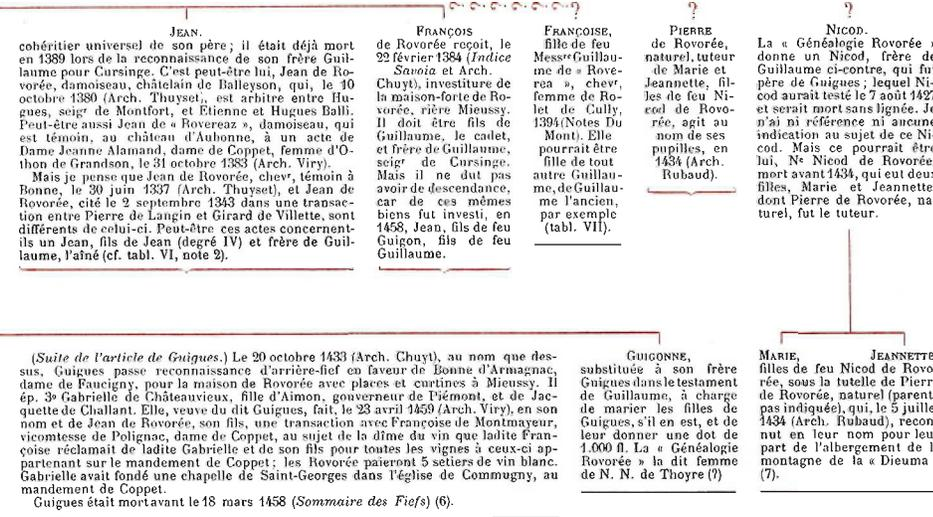 JEAN.
cohéritier universel de son père ; il était déjà mort
en 1389 lors de la reconnaissance de son frère Guil-
laume pour Cursinge. C'est peut-être lui, Jean de Ro-
vorée, damoiseau, châtelain de Balleyson, qui, le 10
octobre 1380 (Arch. Thuyset), est arbitre entre Hu-
gues, seigr de Montfort, et Etienne et Hugues Balli.
Peut-être aussi Jean de « Rovereaz », damoiseau, qui
est témoin, au château d'Aubonne, à un acte de
Dame Jeanne Alamand, dame de Coppet, femme d'O-
thon de Grandson, le 31 octobre 1383 (Arch. Viry).
Mais je pense que Jean de Rovorée, chevr, témoin à
Bonne, le 30 juin 1337 (Arch. Thuyset), et Jean de
Rovorée, cité le 2 septembre 1343 dans une transac-
tion entre Pierre de Langin et Girard de Villette, sont
différents de celui-ci. Peut-être ces actes concernent-
ils un Jean, fils de Jean (degré IV) et frère de Guil-
laume, l'aîné (cf. tabl. VI, note 2).
FRANÇOIS
de Rovorée reçoit, le
22 février 1384 (Indice
Savoia et Arch.
Chuyt), investiture de
la maison-forte de Ro-
vorée, rière Mieussy.
Il doit être fils de
Guillaume, le cadet,
et frère de Guillaume,
seigr de Cursinge.
Mais il ne dut pas
avoir de descendance,
car de ces mêmes
biens fut investi, en
1458, Jean, fils de feu
Guigon, fils de feu
Guillaume.
?
FRANÇOISE,
fille de feu
Messre Guillau-
me de « Rove-
rea », chevr,
femme de Ro-
let de Cully,
1394 (Notes Du
Mont). Elle
pourrait être
fille de tout
autre Guillau-
me, de Guillau-
me l'ancien,
par exemple
(tabl. VII).
?
PIERRE
de Rovorée,
naturel, tuteur
de Marie et
Jeannette, fil-
les de feu Ni-
cod de Rovo-
rée, agit au
nom de ses
pupilles, en
1434 (Arch.
Rubaud).
?
NICOD.
La « Généalogie Rovorée »
donne un Nicod, frère de
Guillaume ci-contre, qui fu
père de Guigues ; lequel Ni-
cod aurait testé le 7 août 1427
et serait mort sans lignée. Je
n'ai ni référence ni aucune
indication au sujet de ce Ni-
cod. Mais ce pourrait être
lui, Ne Nicod de Rovorée
mort avant 1434, qui eut deux
filles, Marie et Jeannette
dont Pierre de Rovorée, na-
turel, fut le tuteur.
(Suite de l'article de Guigues.) Le 20 octobre 1433 (Arch. Chuyt), au nom que des-
sus, Guigues passe reconnaissance d'arrière-fief en faveur de Bonne d'Armagnac,
dame de Faucigny, pour la maison de Rovorée avec places et curtines à Mieussy. Il
ép. 3o Gabrielle de Châteauvieux, fille d'Aimon, gouverneur de Piémont, et de Jac-
quette de Challant. Elle, veuve du dit Guigues, fait, le 23 avril 1459 (Arch. Viry), en son
nom et de Jean de Rovorée, son fils, une transaction avec Françoise de Montmayeur,
vicomtesse de Polignac, dame de Coppet, au sujet de la dîme du vin que ladite Fran-
çoise réclamait de ladite Gabrielle et de son fils pour toutes les vignes à ceux-ci ap-
partenant sur le mandement de Coppet ; les Rovorée paieront 5 setiers de vin blanc.
Gabrielle avait fondé une chapelle de Saint-Georges dans l'église de Commugny, au
mandement de Coppet.
Guigues était mort avant le 18 mars 1458 (Sommaire des Fiefs) (6).
GUIGONNE,
substituée à son frère
Guigues dans le testament
de Guillaume, à charge
de marier les filles de
Guigues, s'il en est, et de
leur donner une dot de
1.000 fl. La « Généalogie
Rovorée » la dit femme
de N. N. de Thoyre (?)
MARIE, JEANNETTE
filles de feu Nicod de Rovo
rée, sous la tutelle de Pierr
de Rovorée, naturel (parent
pas indiquée), qui, le 5 juille
1434 (Arch. Rubaud), recon
nut en leur nom pour leu
part de l'albergement de l
montagne de la « Dieuma
(7).